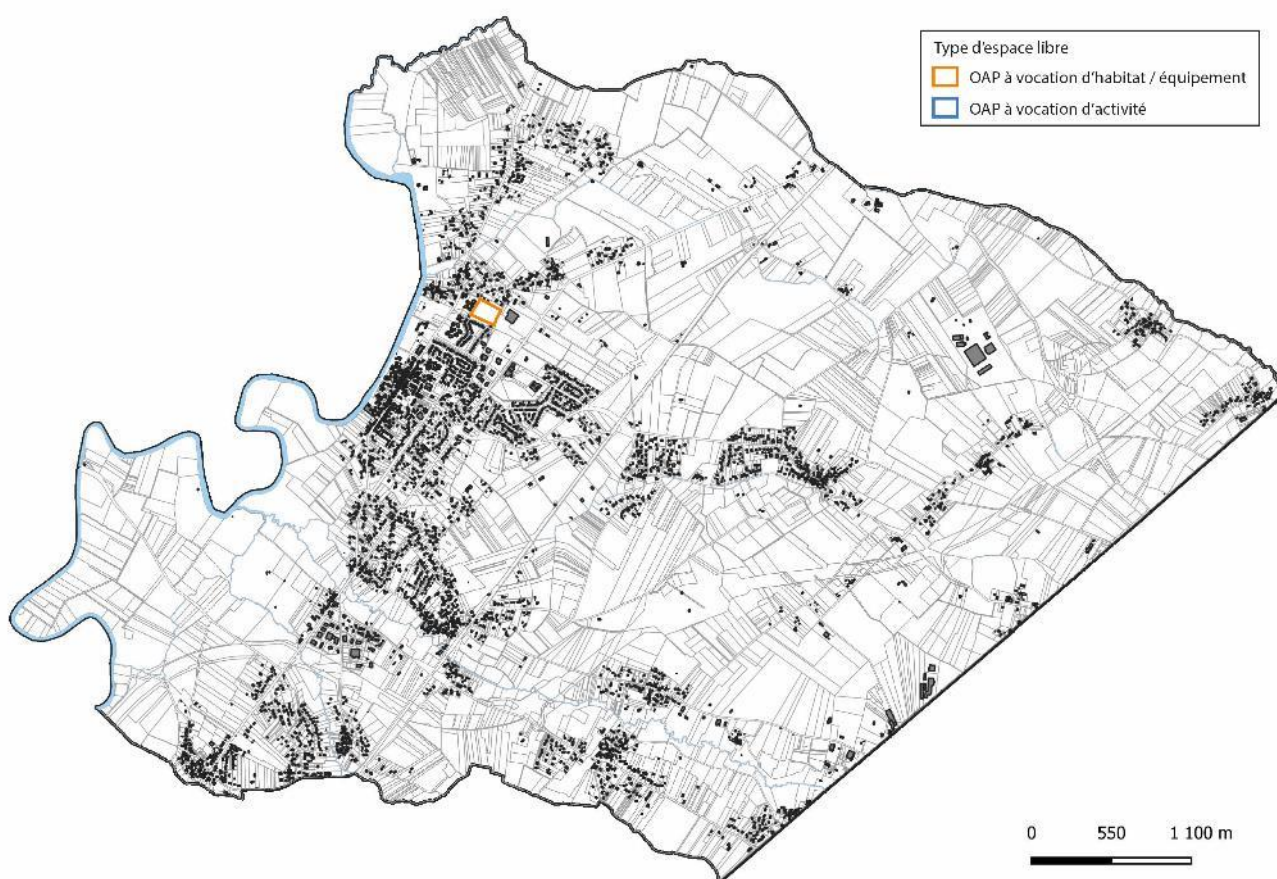 Type d'espace libre
OAP à vocation d'habitat / équipement
OAP à vocation d'activité
0 550 1 100 m